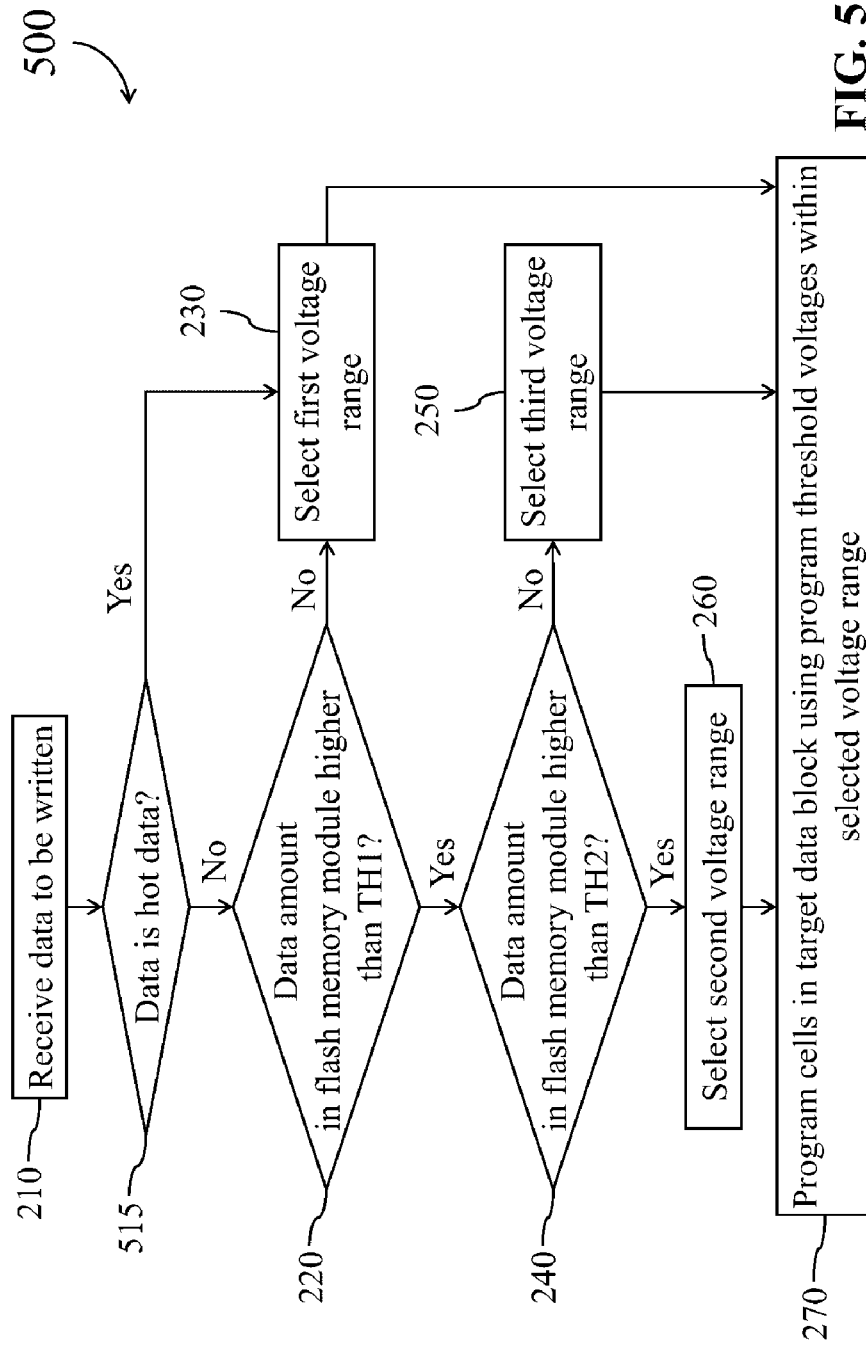 500
210
Receive data to be written
515
Data is hot data?
Yes
No
220
Data amount
in flash memory module higher
than TH1?
No
230
Select first voltage
range
Yes
240
Data amount
in flash memory module higher
than TH2?
No
250
Select third voltage
range
Yes
260
Select second voltage range
270
Program cells in target data block using program threshold voltages within
selected voltage range
FIG. 5